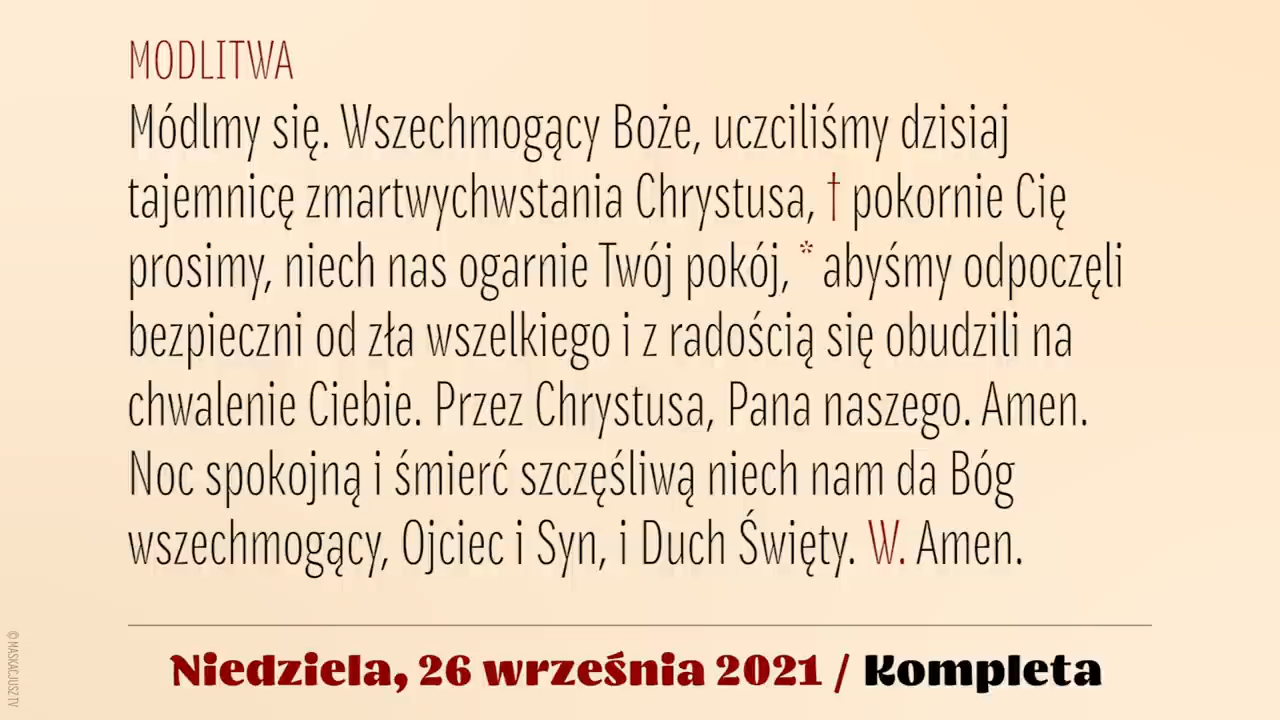 MODLITWA
Módlmy się. Wszechmogący Boże, uczciliśmy dzisiaj
tajemnicę zmartwychwstania Chrystusa, † pokornie Cię
prosimy, niech nas ogarnie Twój pokój, * abyśmy odpoczęli
bezpieczni od zła wszelkiego i z radością się obudzili na
chwalenie Ciebie. Przez Chrystusa, Pana naszego. Amen.
Noc spokojną i śmierć szczęśliwą niech nam da Bóg
wszechmogący, Ojciec i Syn, i Duch Święty. W. Amen.
Niedziela, 26 września 2021 / Kompleta
© MASKACJUSZ TV